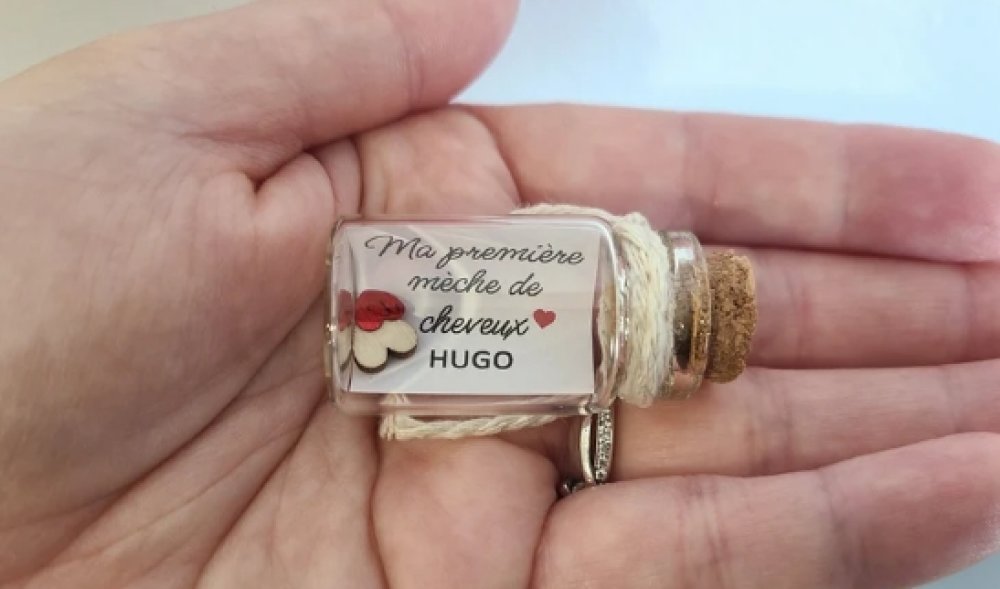 Ma première
mèche de
cheveux
HUGO